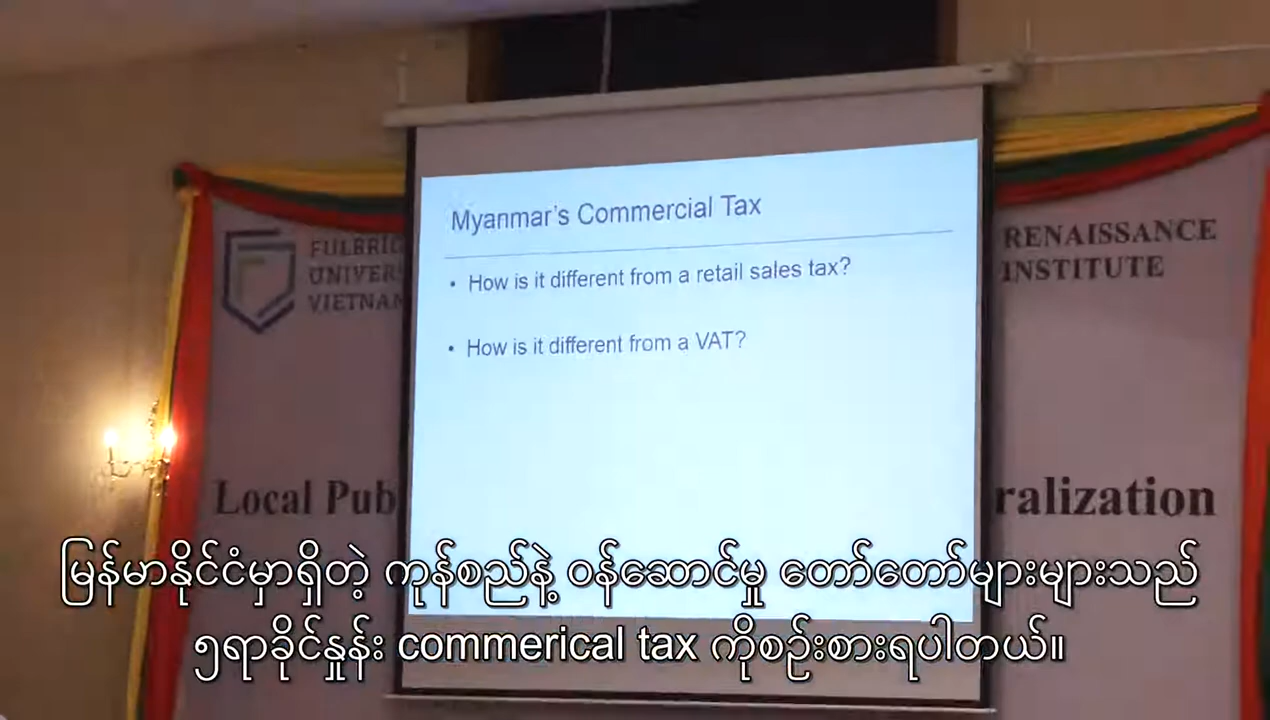 Myanmar's Commercial Tax
• How is it different from a retail sales tax?
• How is it different from a VAT?
UNIVER
VIETNAM
RENAISSANCE
INSTITUTE
Local Pub
ralization
မြန်မာနိုင်ငံမှာရှိတဲ့ ကုန်စည်နဲ့ ဝန်ဆောင်မှု တော်တော်များများသည်
၅ရာခိုင်နှုန်း commerical tax ကိုစဉ်းစားရပါတယ်။